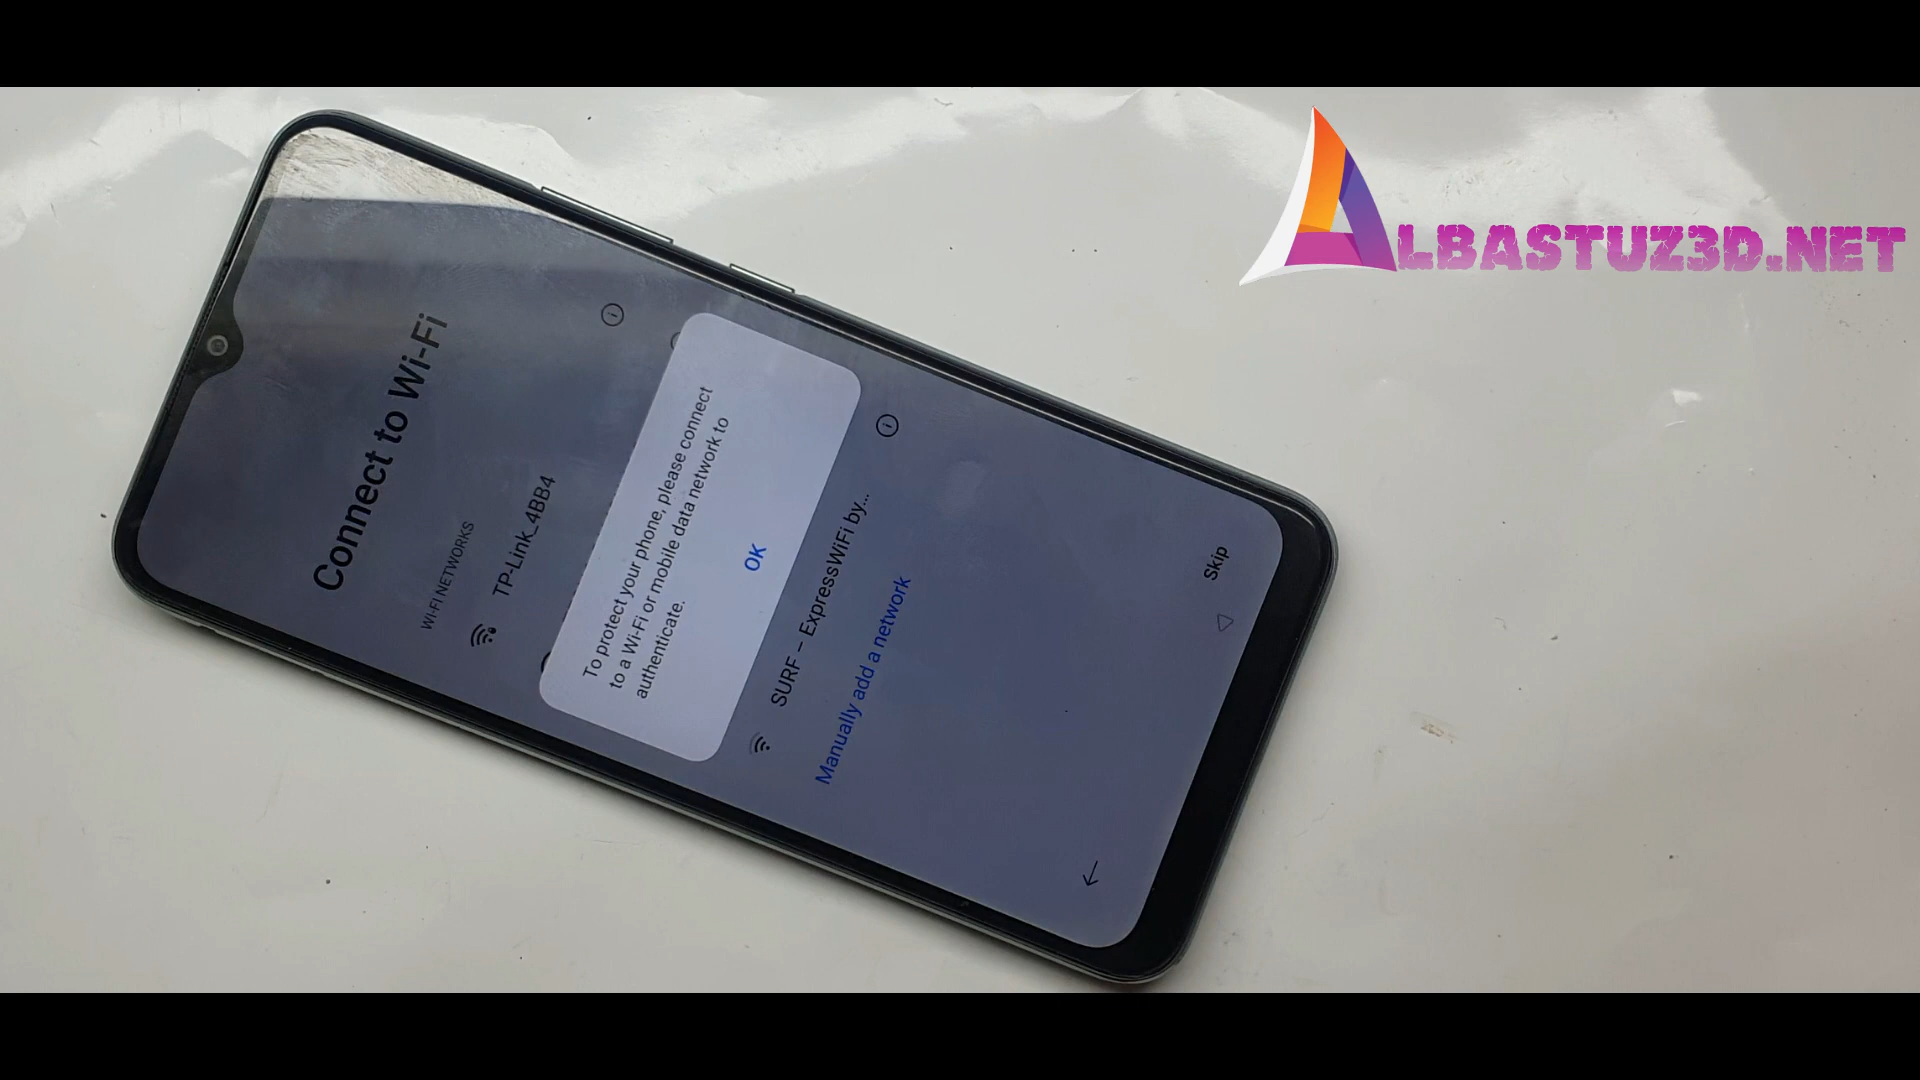 ALBASTUZ3D.NET
Connect to Wi-Fi
WI-FI NETWORKS
TP-Link_4BB4
To protect your phone, please connect
to a Wi-Fi or mobile data network to
authenticate.
OK
SURF – ExpressWiFi by...
Manually add a network
Skip